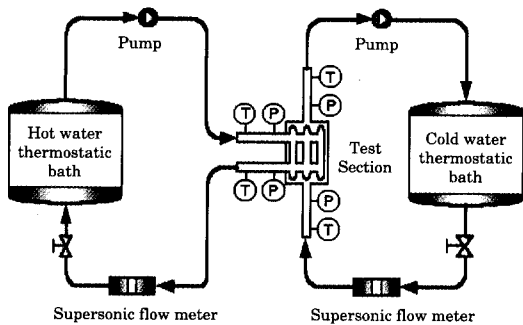 Pump
Pump
T
P
T
P
Hot water
thermostatic
bath
Test
Section
Cold water
thermostatic
bath
T
P
P
T
Supersonic flow meter
Supersonic flow meter